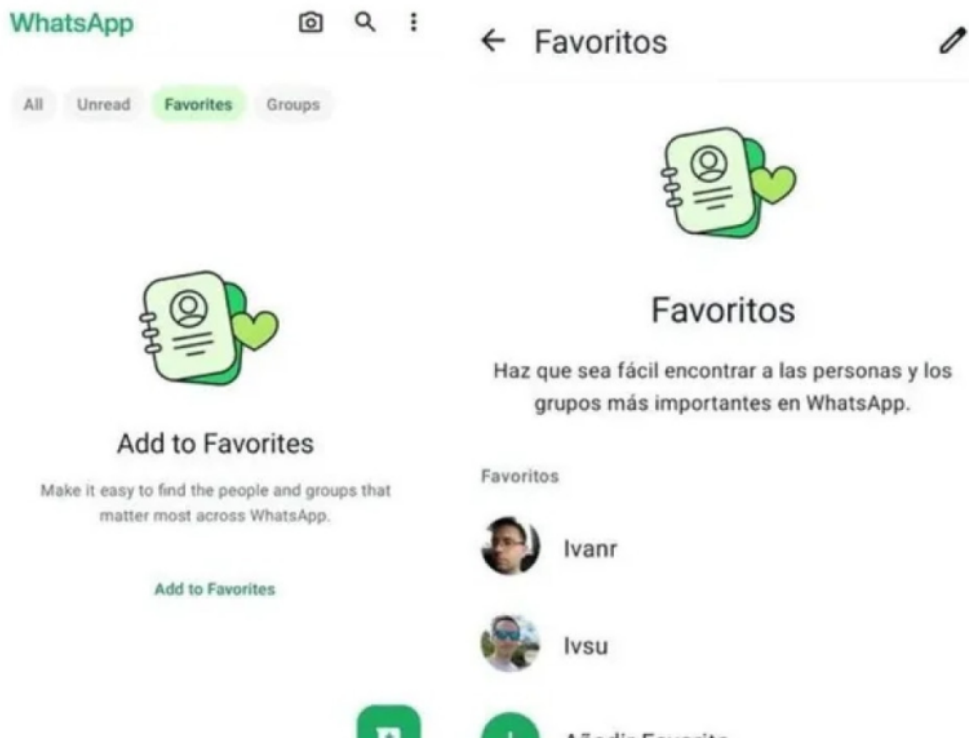 WhatsApp
All Unread Favorites Groups
Add to Favorites
Make it easy to find the people and groups that
matter most across WhatsApp.
Add to Favorites
Favoritos
Favoritos
Haz que sea fácil encontrar a las personas y los
grupos más importantes en WhatsApp.
Favoritos
Ivanr
Ivsu
Añadir Favorito